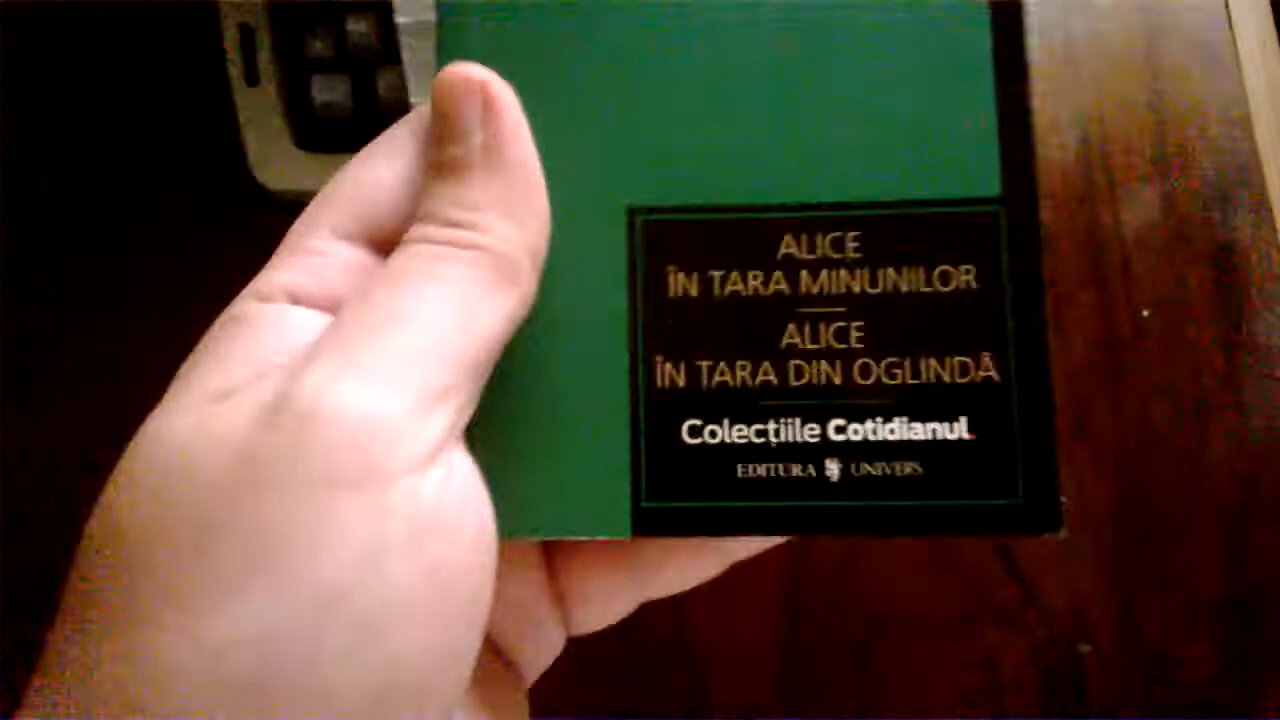 ALICE
ÎN TARA MINUNILOR
ALICE
ÎN TARA DIN OGLINDĂ
Colecțiile Cotidianul.
EDITURA UNIVERS